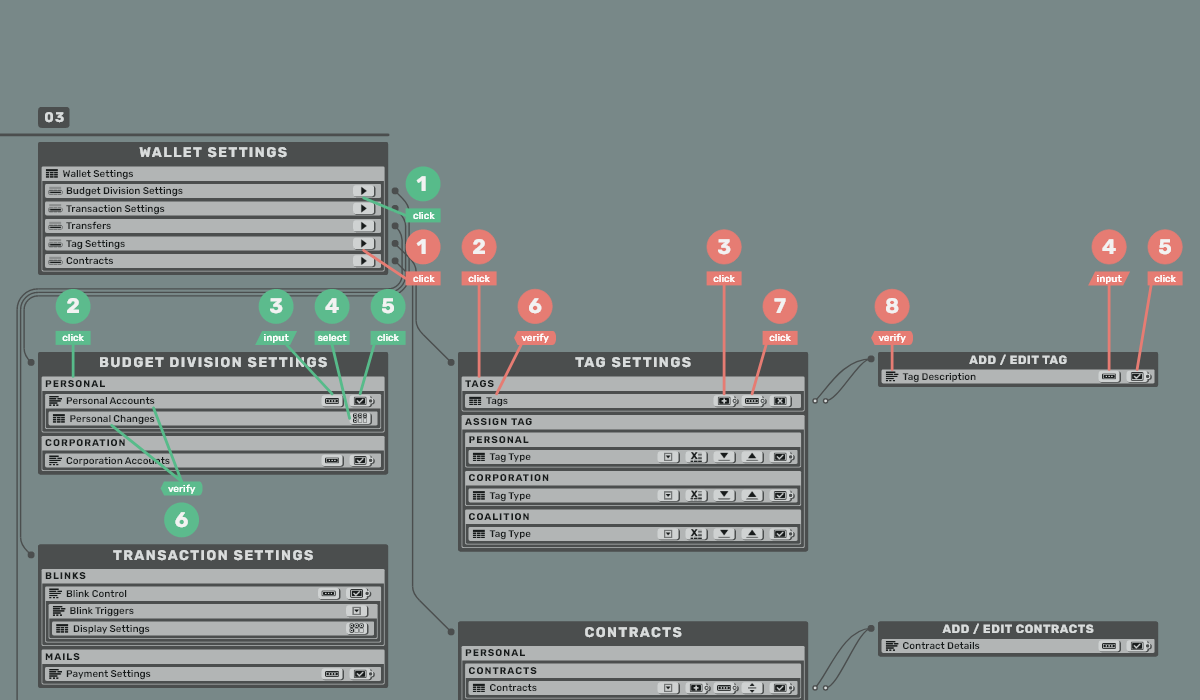 03
WALLET SETTINGS
Wallet Settings
Budget Division Settings
Transaction Settings
Transfers
Tag Settings
Contracts
1
click
1
click
2
click
3
click
4
input
5
click
2
click
3
input
4
select
5
click
6
verify
7
click
8
verify
BUDGET DIVISION SETTINGS
PERSONAL
Personal Accounts
Personal Changes
CORPORATION
Corporation Accounts
verify
6
TAG SETTINGS
TAGS
Tags
ASSIGN TAG
PERSONAL
Tag Type
CORPORATION
Tag Type
COALITION
Tag Type
ADD / EDIT TAG
Tag Description
TRANSACTION SETTINGS
BLINKS
Blink Control
Blink Triggers
Display Settings
MAILS
Payment Settings
CONTRACTS
PERSONAL
CONTRACTS
Contracts
ADD / EDIT CONTRACTS
Contract Details